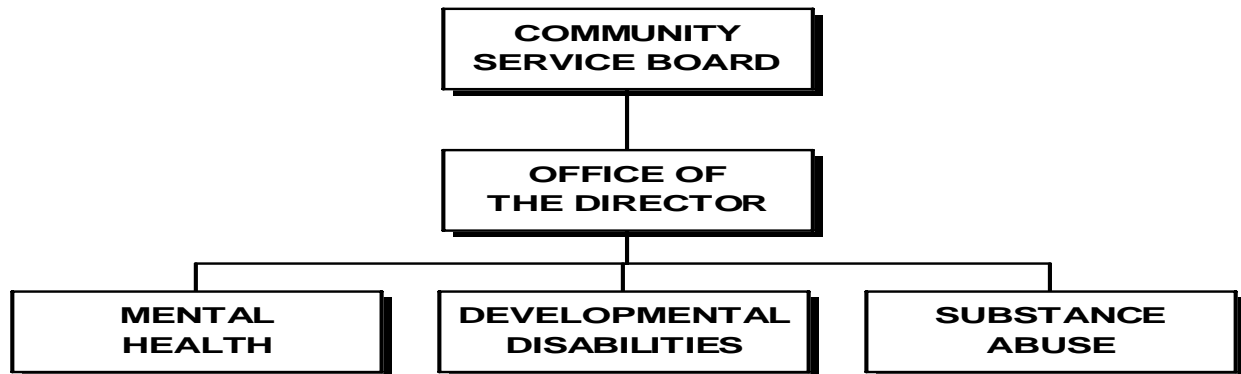 COMMUNITY
SERVICE BOARD
OFFICE OF
THE DIRECTOR
MENTAL
HEALTH
DEVELOPMENTAL
DISABILITIES
SUBSTANCE
ABUSE